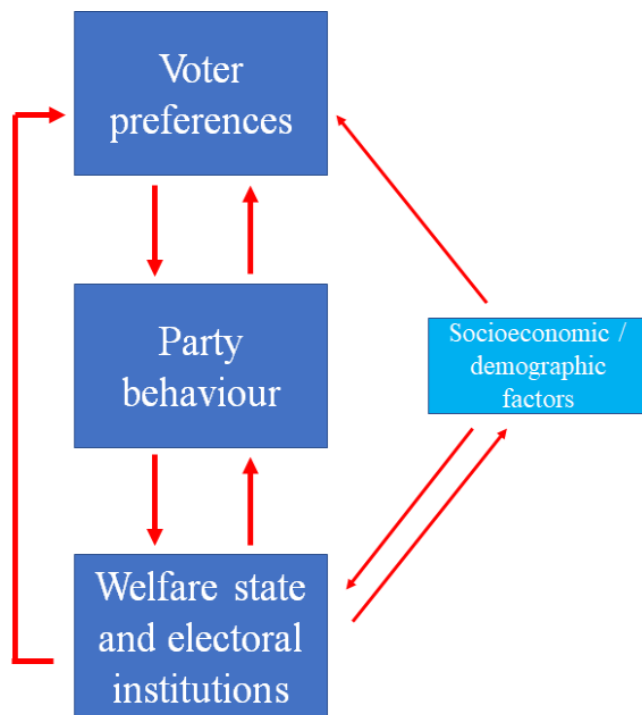 Voter
preferences
Party
behaviour
Socioeconomic /
demographic
factors
Welfare state
and electoral
institutions